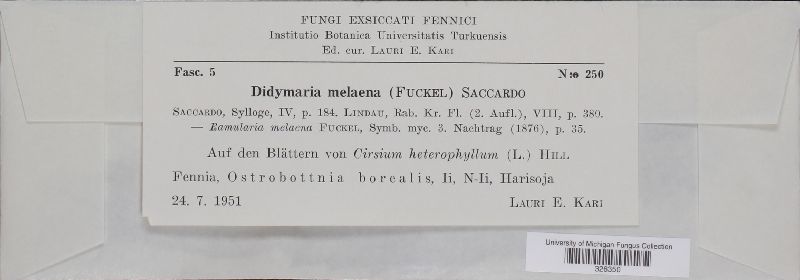 FUNGI EXSICCATI FENNICI
Institutio Botanica Universitatis Turkuensis
Ed. cur. LAURI E. KARI
Fasc. 5 N:o 250
Didymaria melaena (FUCKEL) SACCARDO
SACCARDO, Sylloge, IV, p. 184. LINDAU, Rab. Kr. Fl. (2. Aufl.), VIII, p. 380.
— Ramularia melaena FUCKEL, Symb. myc. 3. Nachtrag (1876), p. 35.
Auf den Blättern von Cirsium heterophyllum (L.) HILL
Fennia, Ostrobottnia borealis, Ii, N-Ii, Harisoja
24. 7. 1951 LAURI E. KARI
University of Michigan Fungus Collection
326350